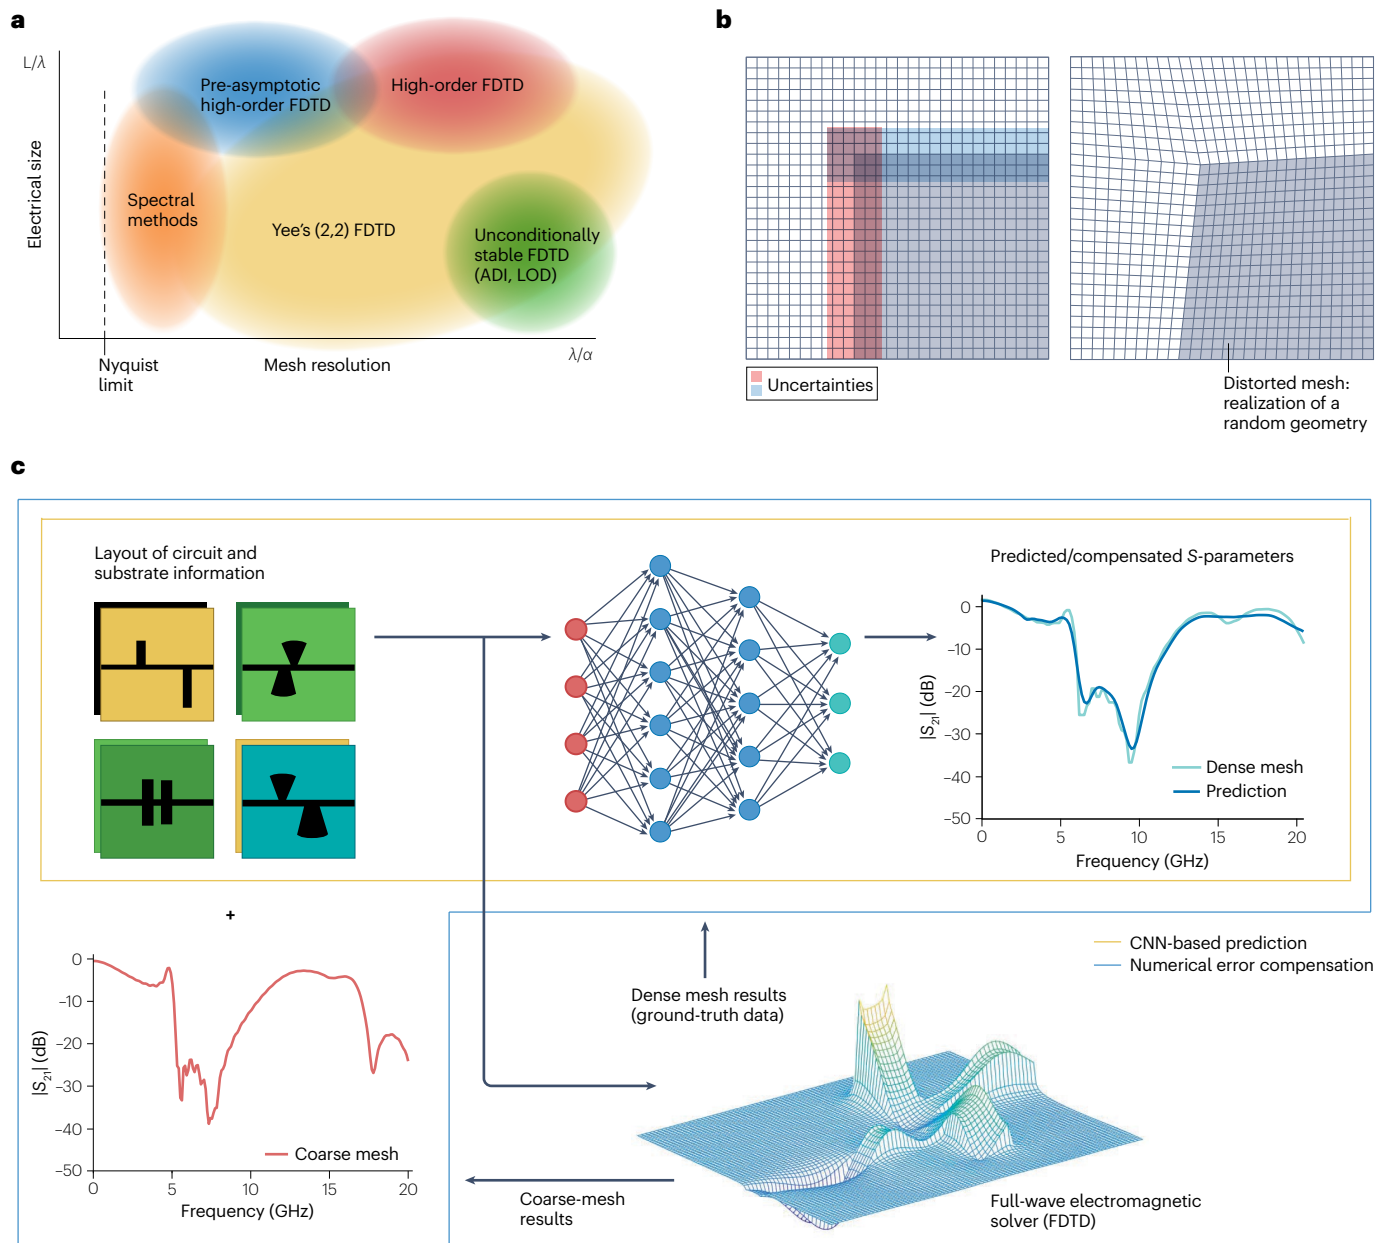 a
L/λ
Electrical size
Pre-asymptotic
high-order FDTD
High-order FDTD
Spectral
methods
Yee's (2,2) FDTD
Unconditionally
stable FDTD
(ADI, LOD)
Nyquist
limit
Mesh resolution
λ/α
b
Uncertainties
Distorted mesh:
realization of a
random geometry
c
Layout of circuit and
substrate information
Predicted/compensated S-parameters
|S21| (dB)
0
–10
–20
–30
–40
–50
0
5
10
15
20
Frequency (GHz)
Dense mesh
Prediction
+
|S21| (dB)
0
–10
–20
–30
–40
–50
0
5
10
15
20
Frequency (GHz)
Coarse mesh
Dense mesh results
(ground-truth data)
CNN-based prediction
Numerical error compensation
Coarse-mesh
results
Full-wave electromagnetic
solver (FDTD)